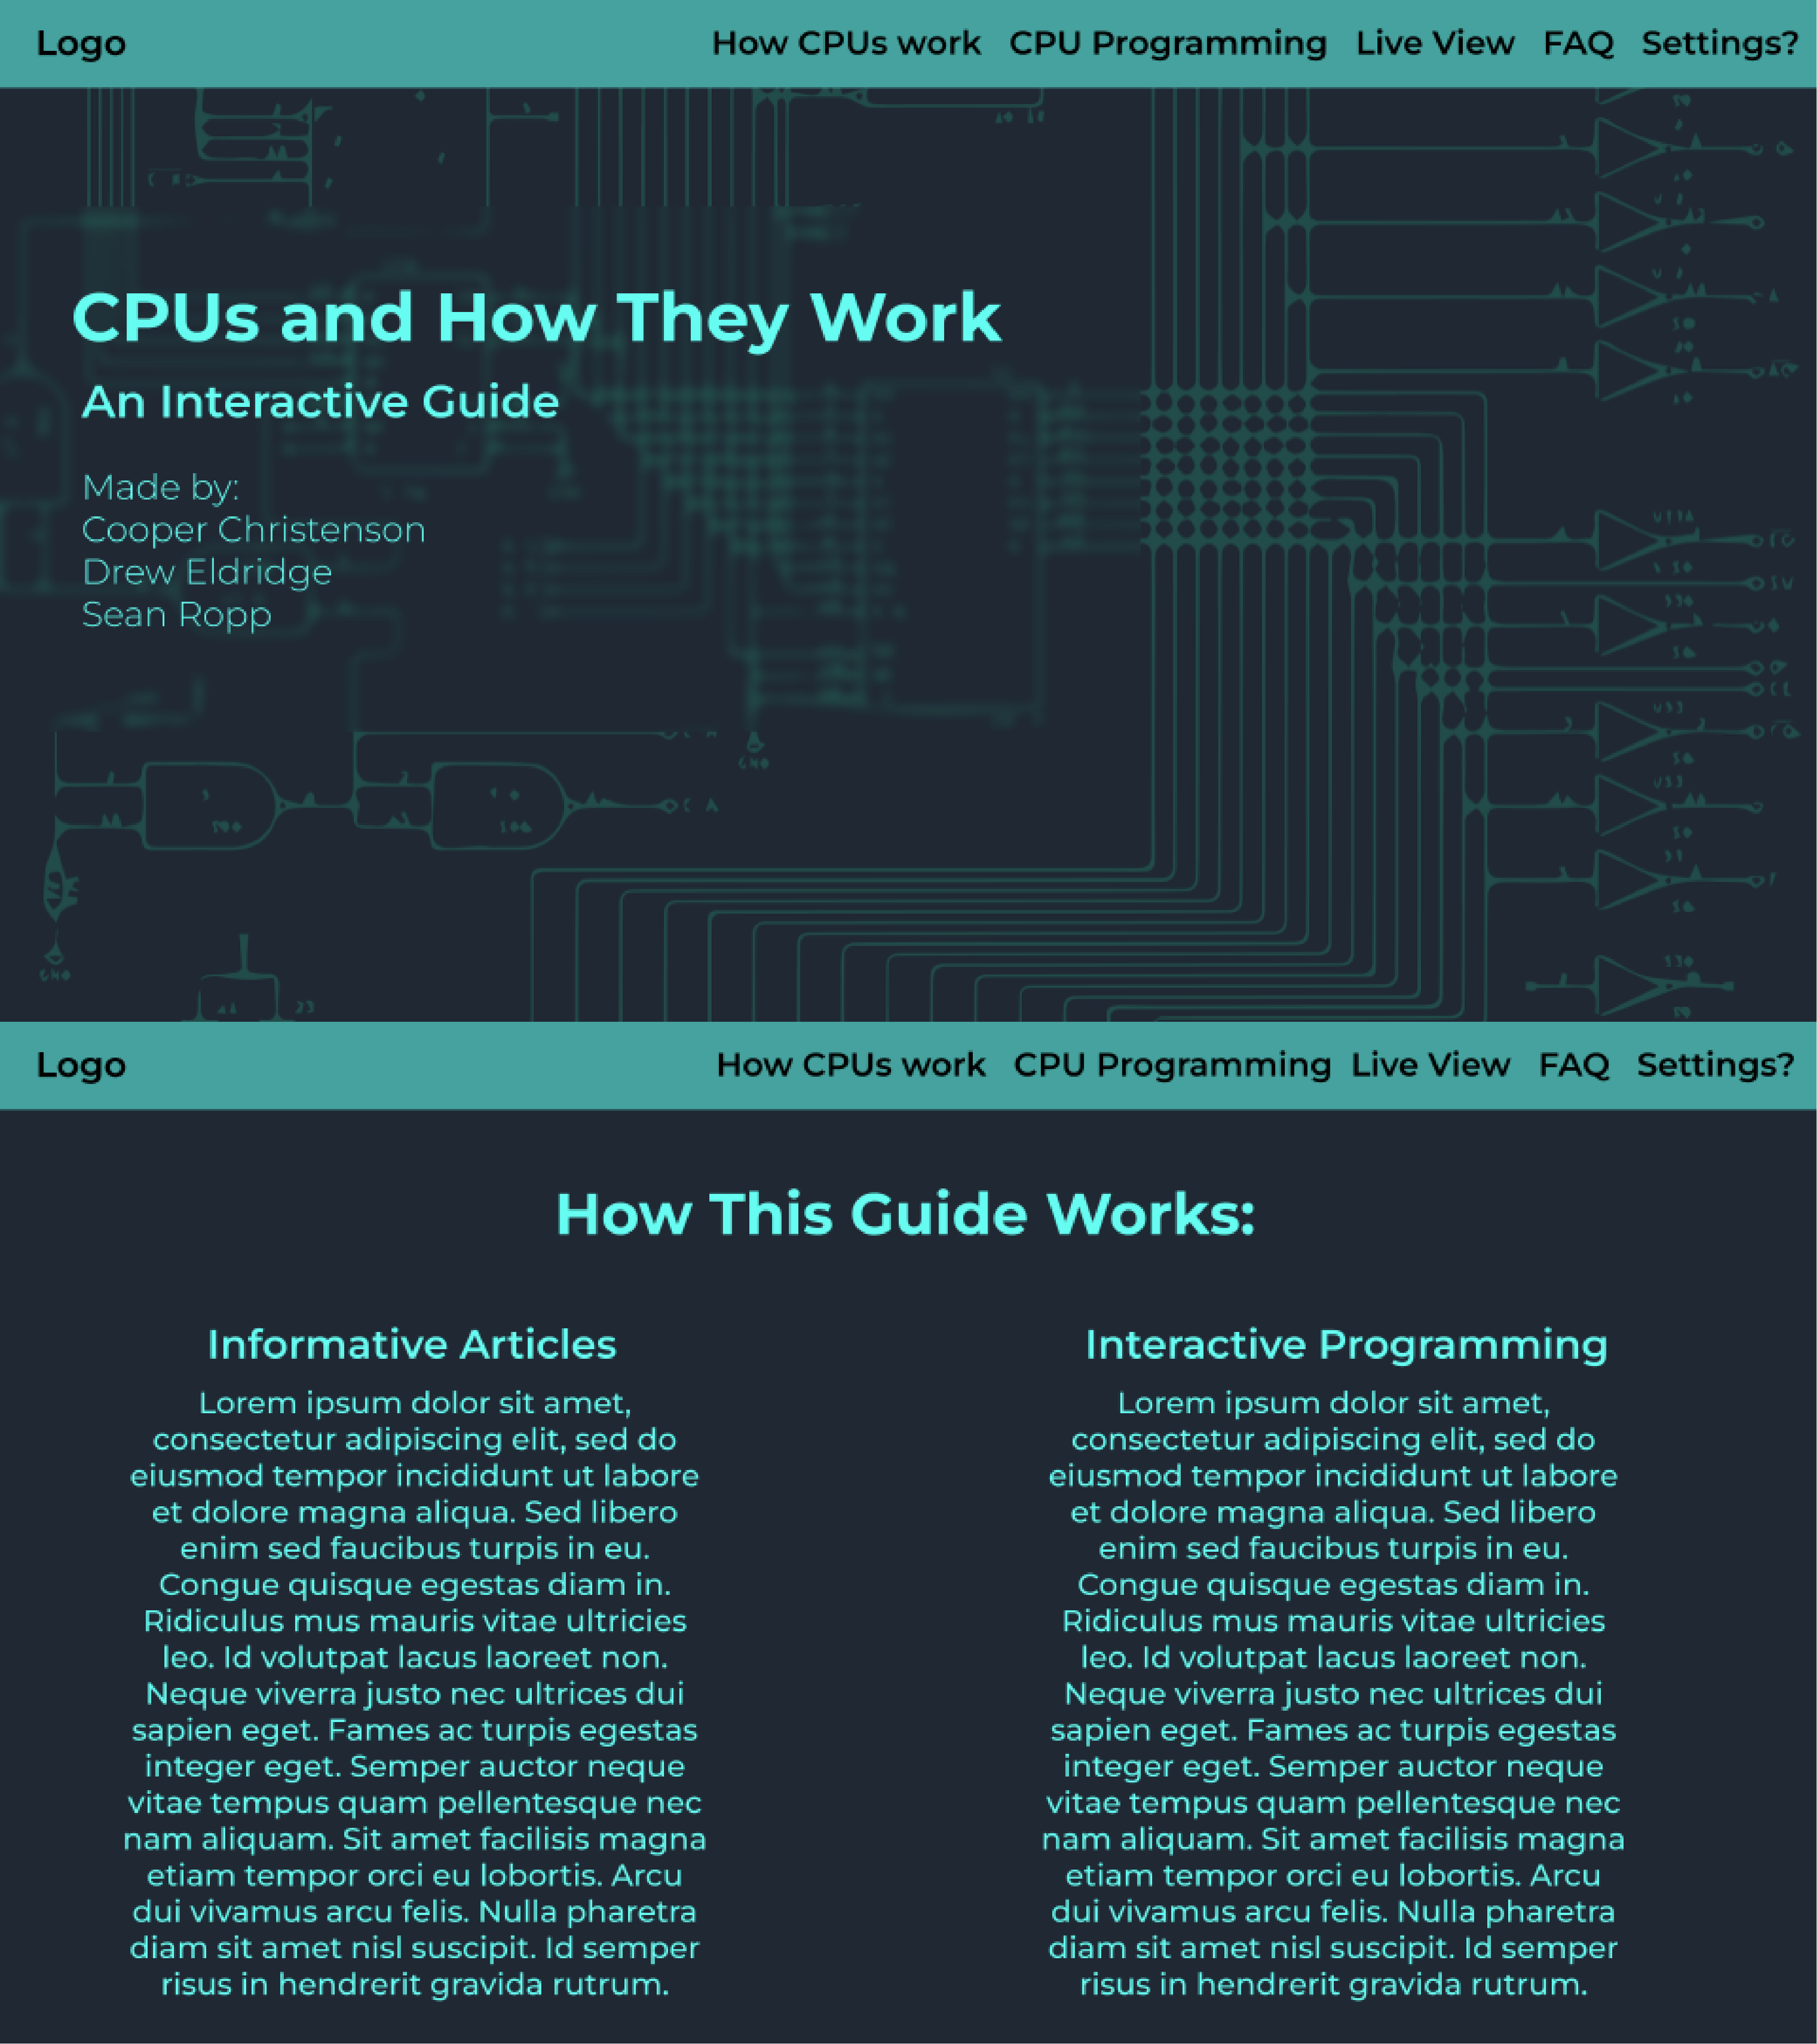 Logo How CPUs work CPU Programming Live View FAQ Settings?
CPUs and How They Work
An Interactive Guide
Made by:
Cooper Christenson
Drew Eldridge
Sean Ropp
Logo How CPUs work CPU Programming Live View FAQ Settings?
How This Guide Works:
Informative Articles
Lorem ipsum dolor sit amet,
consectetur adipiscing elit, sed do
eiusmod tempor incididunt ut labore
et dolore magna aliqua. Sed libero
enim sed faucibus turpis in eu.
Congue quisque egestas diam in.
Ridiculus mus mauris vitae ultricies
leo. Id volutpat lacus laoreet non.
Neque viverra justo nec ultrices dui
sapien eget. Fames ac turpis egestas
integer eget. Semper auctor neque
vitae tempus quam pellentesque nec
nam aliquam. Sit amet facilisis magna
etiam tempor orci eu lobortis. Arcu
dui vivamus arcu felis. Nulla pharetra
diam sit amet nisl suscipit. Id semper
risus in hendrerit gravida rutrum.
Interactive Programming
Lorem ipsum dolor sit amet,
consectetur adipiscing elit, sed do
eiusmod tempor incididunt ut labore
et dolore magna aliqua. Sed libero
enim sed faucibus turpis in eu.
Congue quisque egestas diam in.
Ridiculus mus mauris vitae ultricies
leo. Id volutpat lacus laoreet non.
Neque viverra justo nec ultrices dui
sapien eget. Fames ac turpis egestas
integer eget. Semper auctor neque
vitae tempus quam pellentesque nec
nam aliquam. Sit amet facilisis magna
etiam tempor orci eu lobortis. Arcu
dui vivamus arcu felis. Nulla pharetra
diam sit amet nisl suscipit. Id semper
risus in hendrerit gravida rutrum.